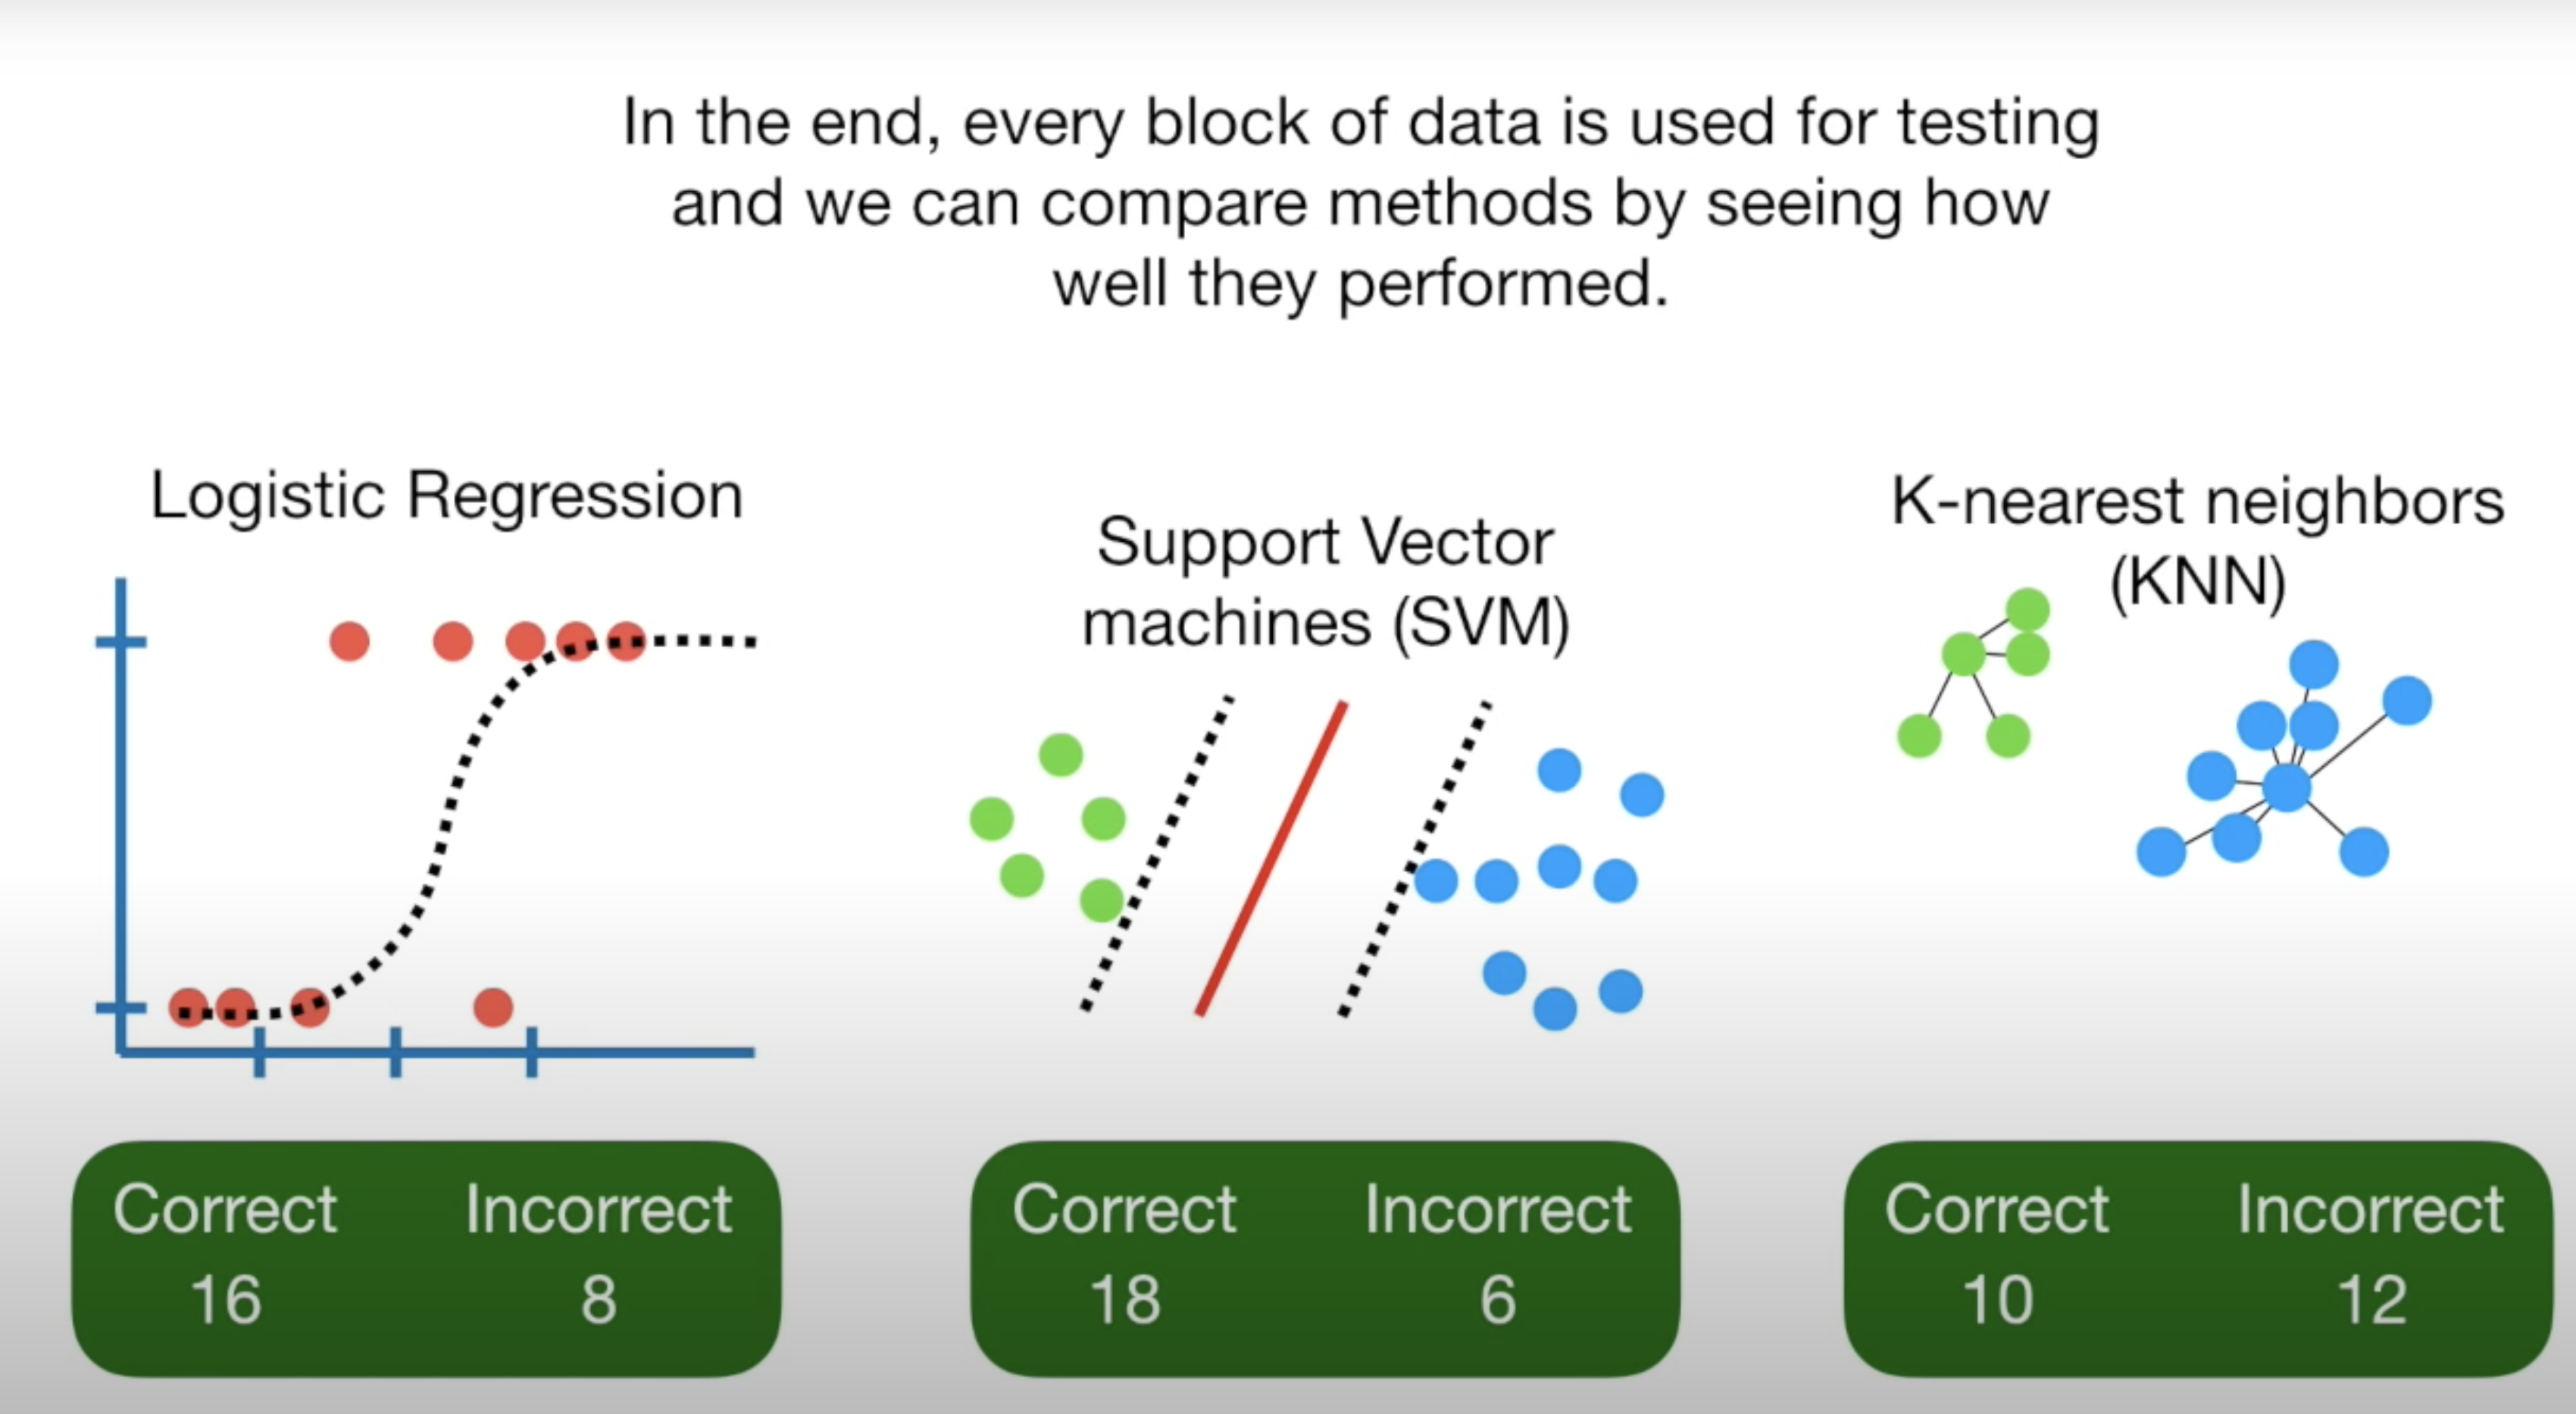 In the end, every block of data is used for testing
and we can compare methods by seeing how
well they performed.
Logistic Regression
Support Vector
machines (SVM)
K-nearest neighbors
(KNN)
Correct Incorrect
16 8
Correct Incorrect
18 6
Correct Incorrect
10 12